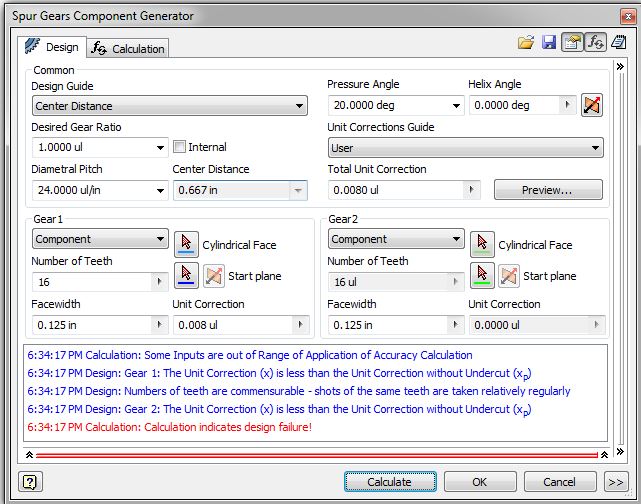 Spur Gears Component Generator
Design
Calculation
Common
Design Guide
Pressure Angle
Helix Angle
Center Distance
20.0000 deg
0.0000 deg
Desired Gear Ratio
Unit Corrections Guide
1.0000 ul
Internal
User
Diametral Pitch
Center Distance
Total Unit Correction
24.0000 ul/in
0.667 in
0.0080 ul
Preview...
Gear1
Component
Cylindrical Face
Number of Teeth
16
Start plane
Facewidth
Unit Correction
0.125 in
0.008 ul
Gear2
Component
Cylindrical Face
Number of Teeth
16 ul
Start plane
Facewidth
Unit Correction
0.125 in
0.0000 ul
6:34:17 PM Calculation: Some Inputs are out of Range of Application of Accuracy Calculation
6:34:17 PM Design: Gear 1: The Unit Correction (x) is less than the Unit Correction without Undercut (xp)
6:34:17 PM Design: Numbers of teeth are commensurable - shots of the same teeth are taken relatively regularly
6:34:17 PM Design: Gear 2: The Unit Correction (x) is less than the Unit Correction without Undercut (xp)
6:34:17 PM Calculation: Calculation indicates design failure!
Calculate
OK
Cancel
>>